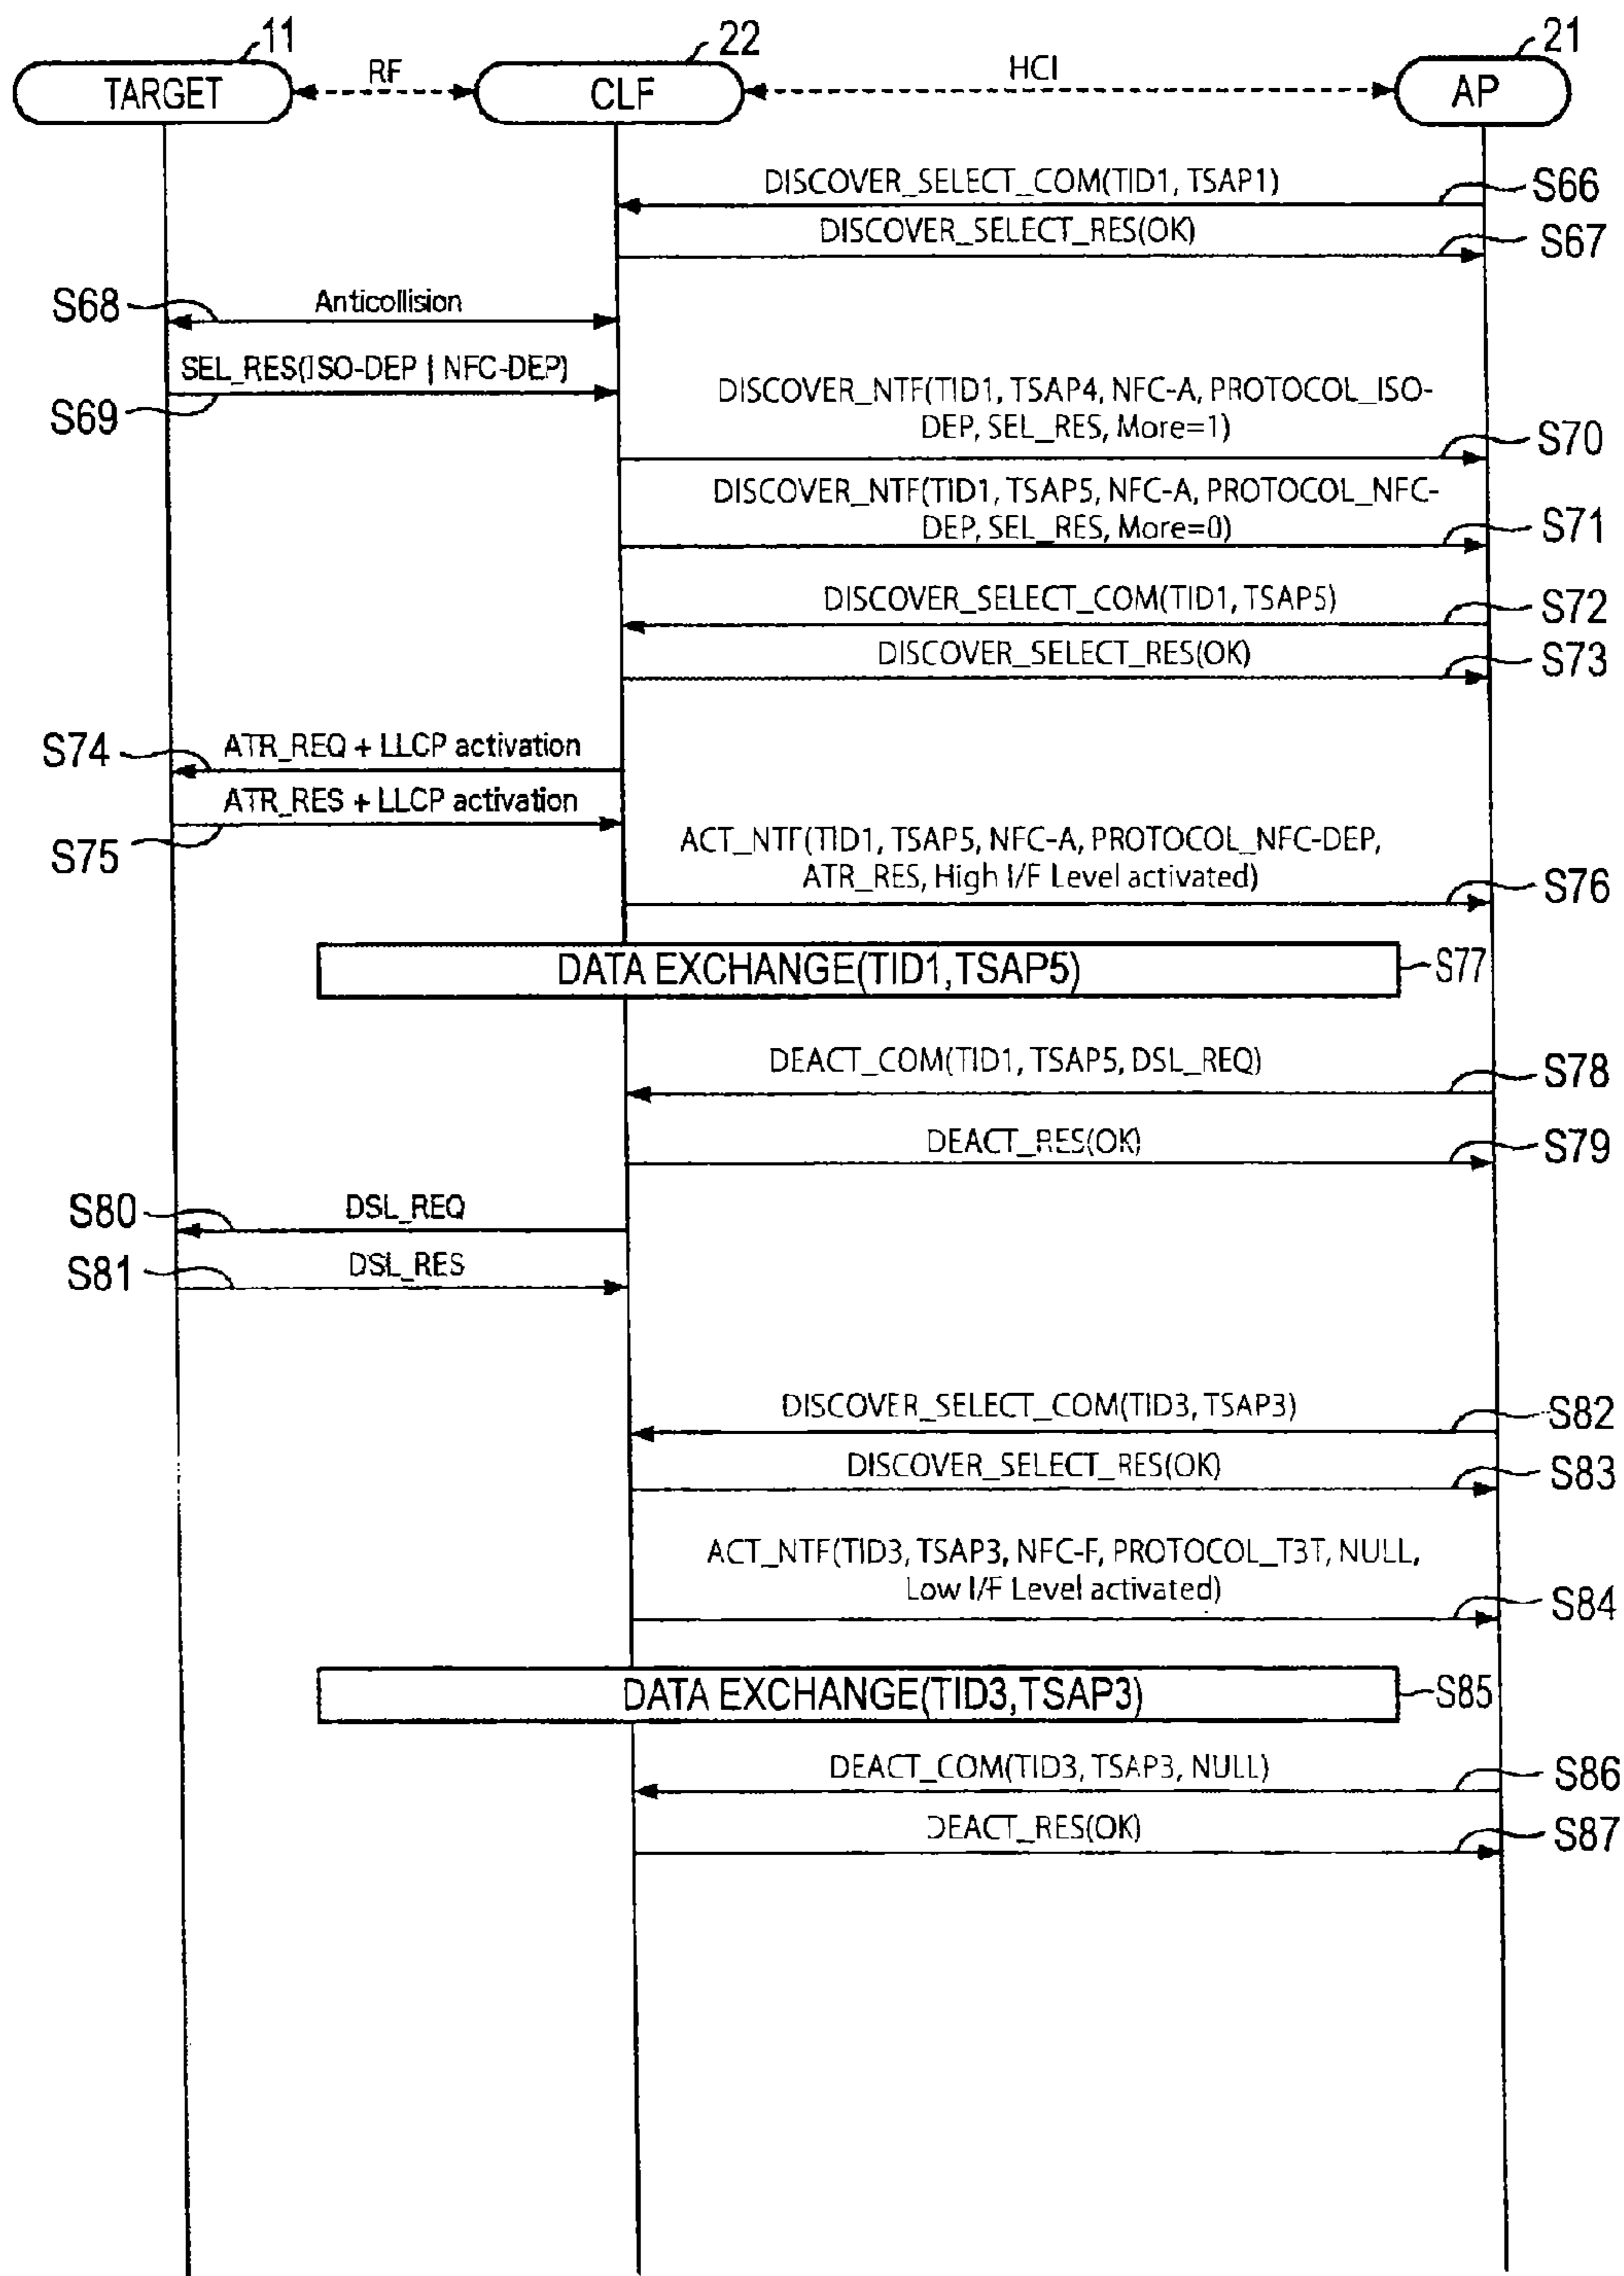 11
22
21
TARGET
RF
CLF
HCI
AP
DISCOVER_SELECT_COM(TID1, TSAP1)
S66
DISCOVER_SELECT_RES(OK)
S67
S68
Anticollision
SEL_RES(ISO-DEP | NFC-DEP)
S69
DISCOVER_NTF(TID1, TSAP4, NFC-A, PROTOCOL_ISO-
DEP, SEL_RES, More=1)
S70
DISCOVER_NTF(TID1, TSAP5, NFC-A, PROTOCOL_NFC-
DEP, SEL_RES, More=0)
S71
DISCOVER_SELECT_COM(TID1, TSAP5)
S72
DISCOVER_SELECT_RES(OK)
S73
S74
ATR_REQ + LLCP activation
ATR_RES + LLCP activation
S75
ACT_NTF(TID1, TSAP5, NFC-A, PROTOCOL_NFC-DEP,
ATR_RES, High I/F Level activated)
S76
DATA EXCHANGE(TID1,TSAP5)
S77
DEACT_COM(TID1, TSAP5, DSL_REQ)
S78
DEACT_RES(OK)
S79
S80
DSL_REQ
S81
DSL_RES
DISCOVER_SELECT_COM(TID3, TSAP3)
S82
DISCOVER_SELECT_RES(OK)
S83
ACT_NTF(TID3, TSAP3, NFC-F, PROTOCOL_T3T, NULL,
Low I/F Level activated)
S84
DATA EXCHANGE(TID3,TSAP3)
S85
DEACT_COM(TID3, TSAP3, NULL)
S86
DEACT_RES(OK)
S87